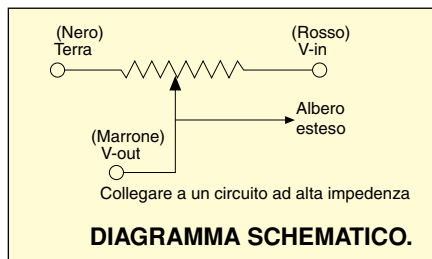 (Nero)
Terra
(Rosso)
V-in
Albero
esteso
(Marrone)
V-out
Collegare a un circuito ad alta impedenza
DIAGRAMMA SCHEMATICO.